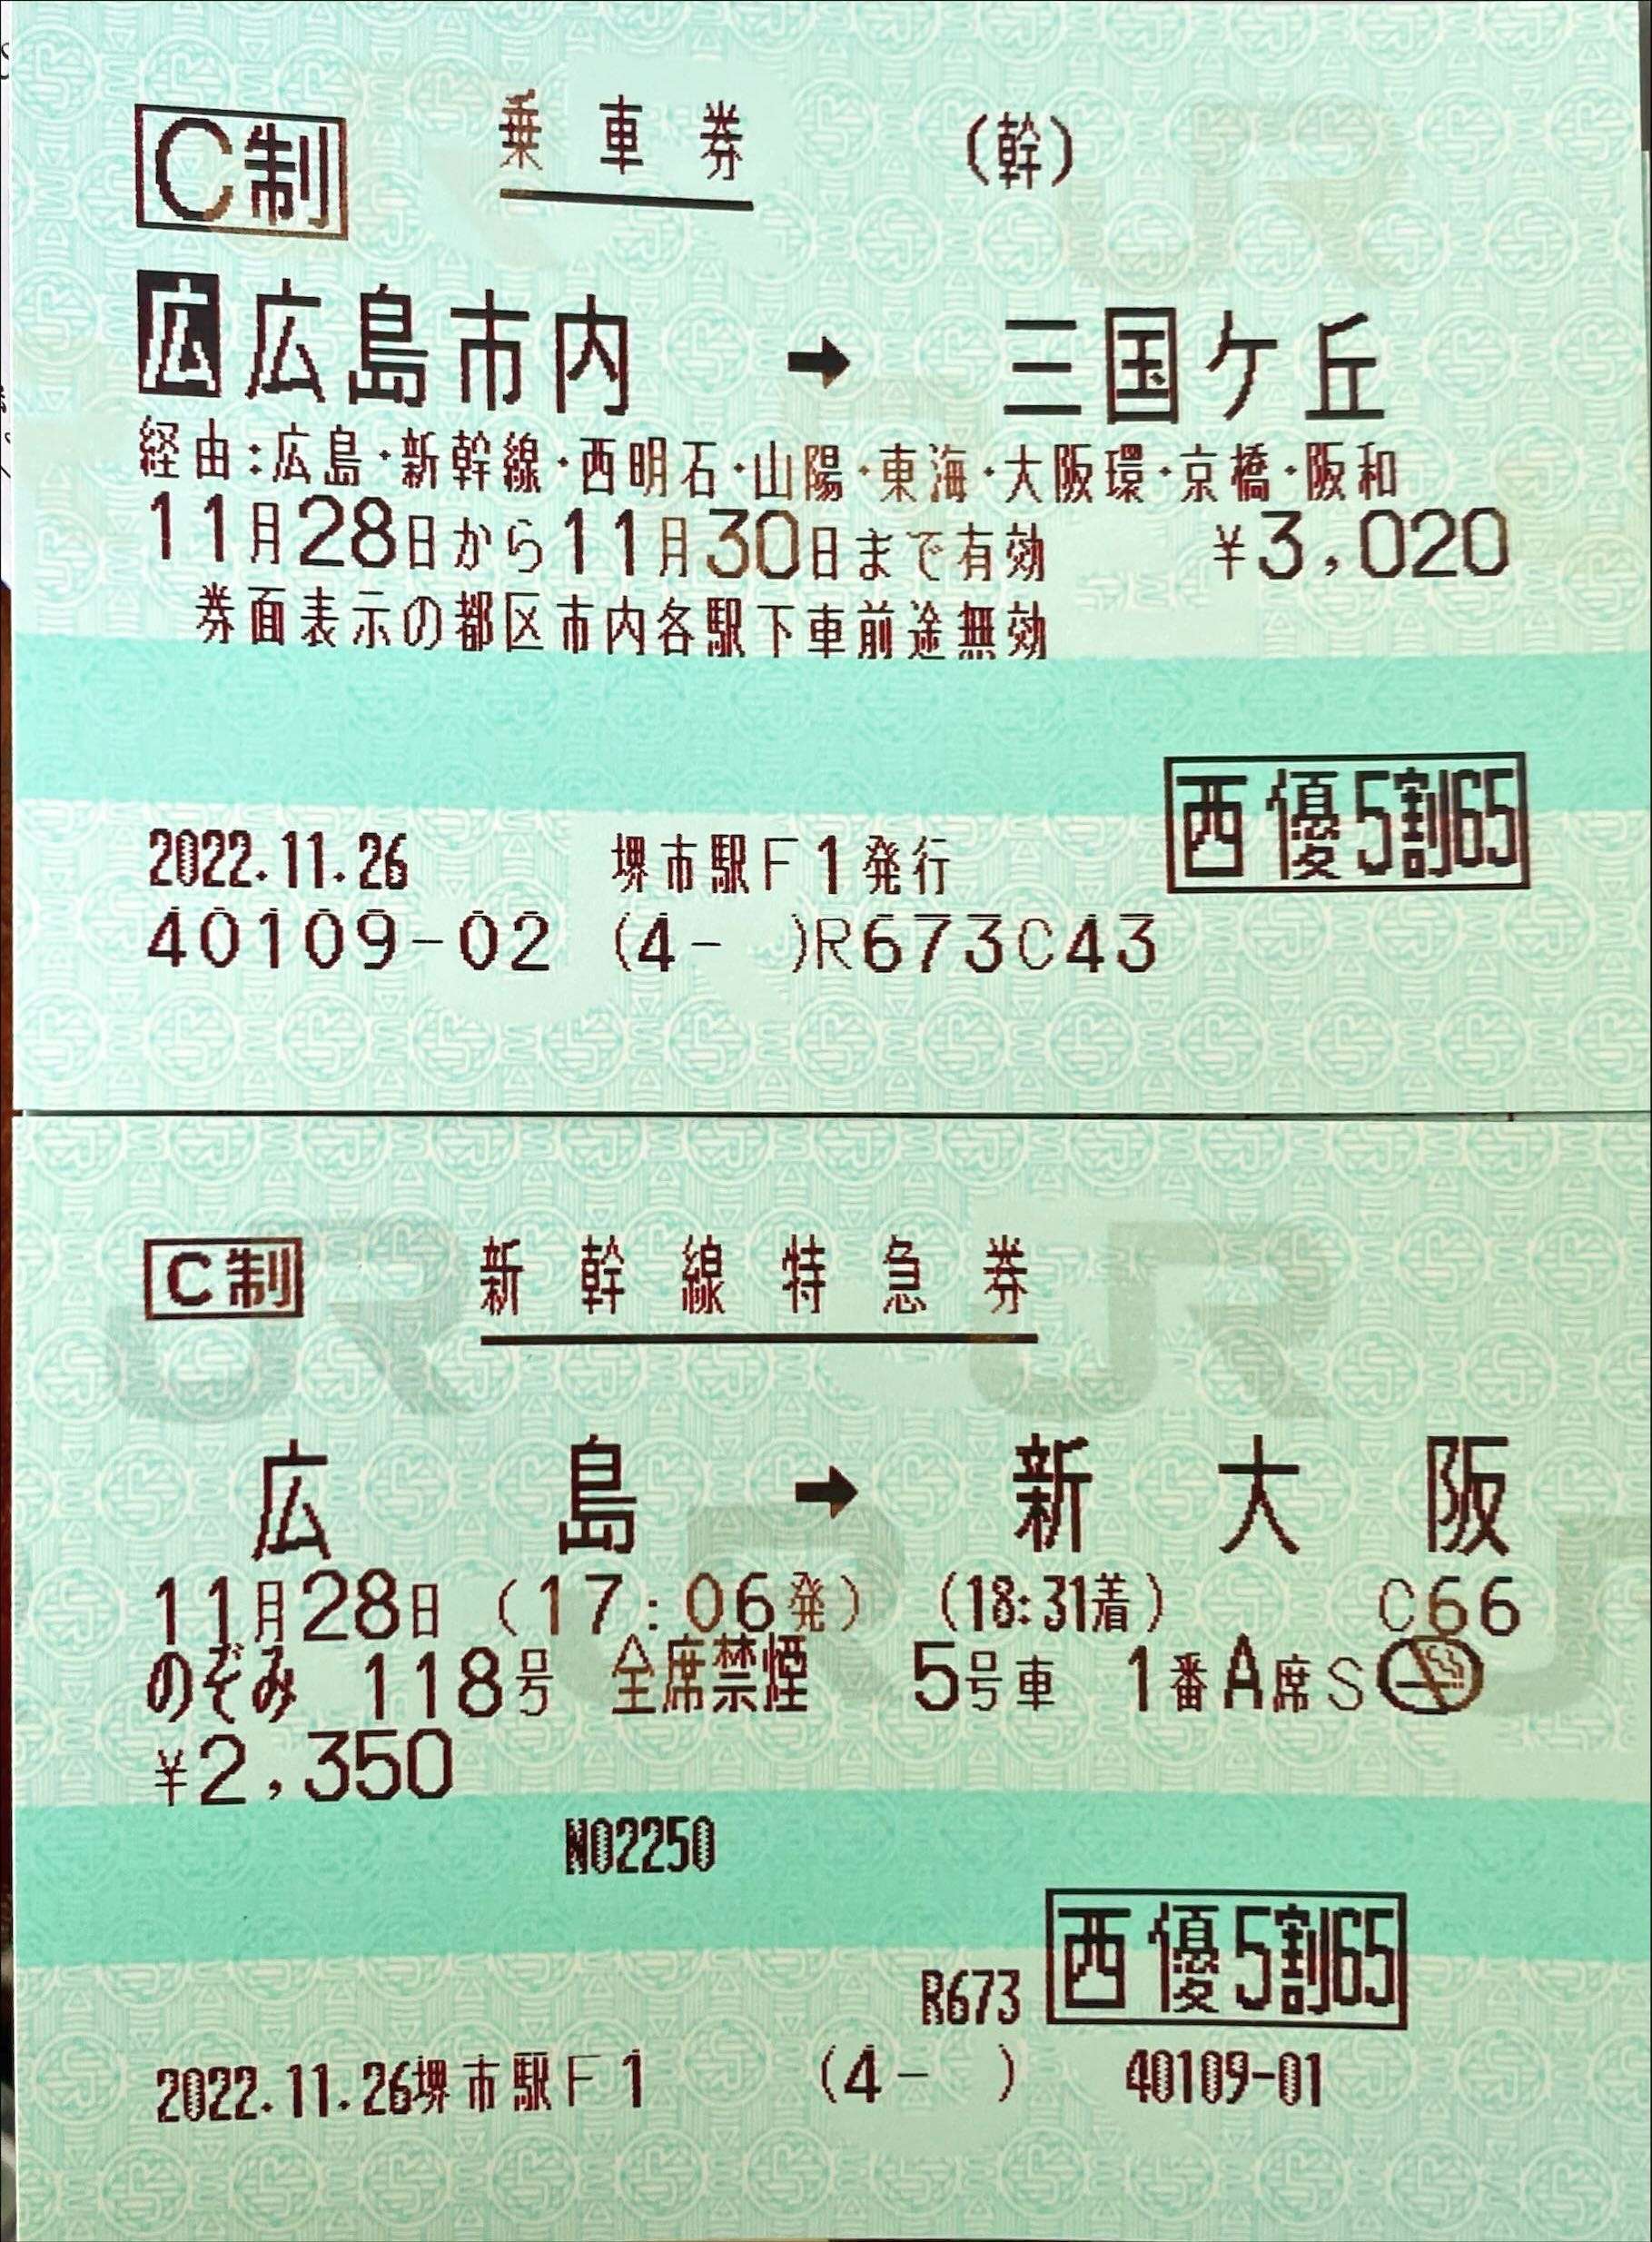 C制 乗車券 (幹)
広 広島市内 → 三国ケ丘
経由:広島・新幹線・西明石・山陽・東海・大阪環・京橋・阪和
11月28日から11月30日まで有効 ¥3,020
券面表示の都区市内各駅下車前途無効
西優5割65
2022.11.26 堺市駅F1発行
40109-02 (4- )R673C43
C制 新幹線特急券
広島 → 新大阪
11月28日 (17:06発) (18:31着) C66
のぞみ 118号 全席禁煙 5号車 1番A席S
¥2,350
N02250
R673 西優5割65
2022.11.26堺市駅F1 (4- ) 40109-01